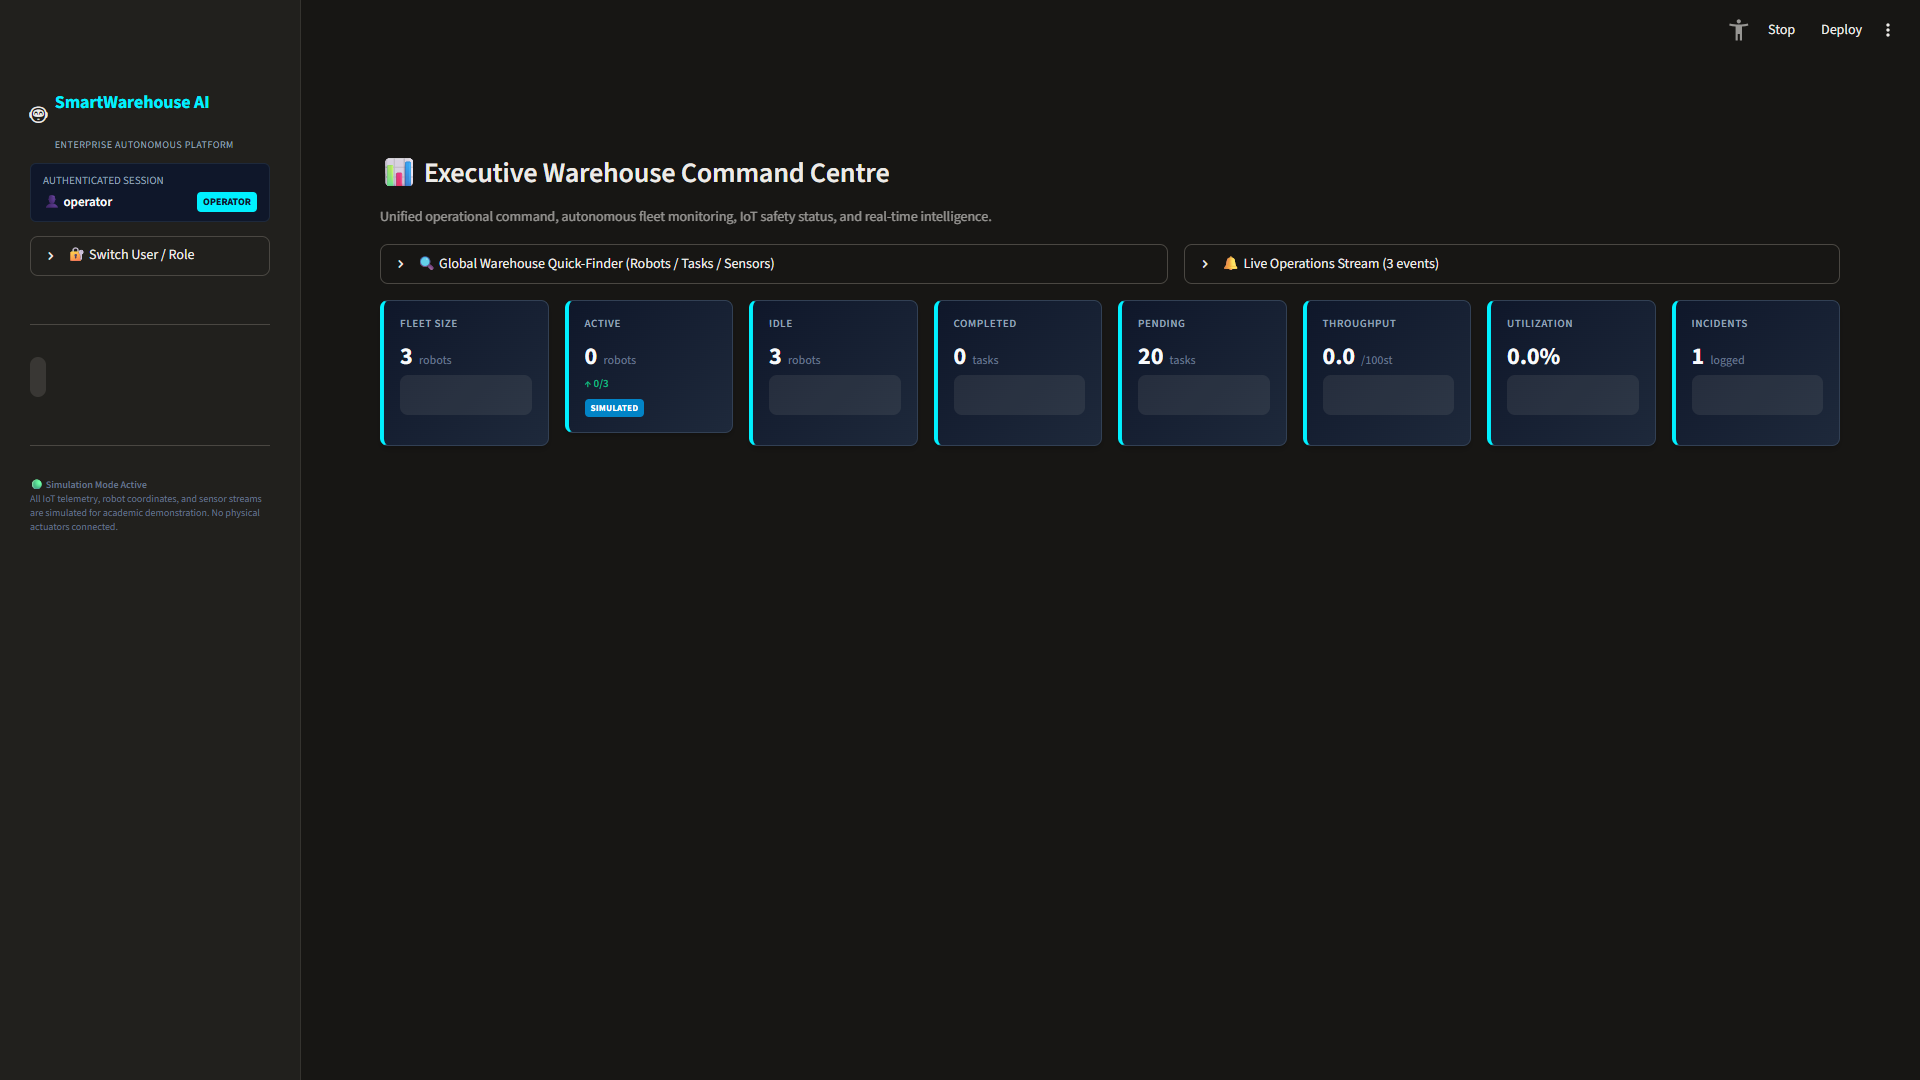 Stop
Deploy
SmartWarehouse AI
ENTERPRISE AUTONOMOUS PLATFORM
AUTHENTICATED SESSION
operator
OPERATOR
Switch User / Role
Simulation Mode Active
All IoT telemetry, robot coordinates, and sensor streams
are simulated for academic demonstration. No physical
actuators connected.
Executive Warehouse Command Centre
Unified operational command, autonomous fleet monitoring, IoT safety status, and real-time intelligence.
Global Warehouse Quick-Finder (Robots / Tasks / Sensors)
Live Operations Stream (3 events)
FLEET SIZE
3 robots
ACTIVE
0 robots
↑ 0/3
SIMULATED
IDLE
3 robots
COMPLETED
0 tasks
PENDING
20 tasks
THROUGHPUT
0.0 /100st
UTILIZATION
0.0%
INCIDENTS
1 logged